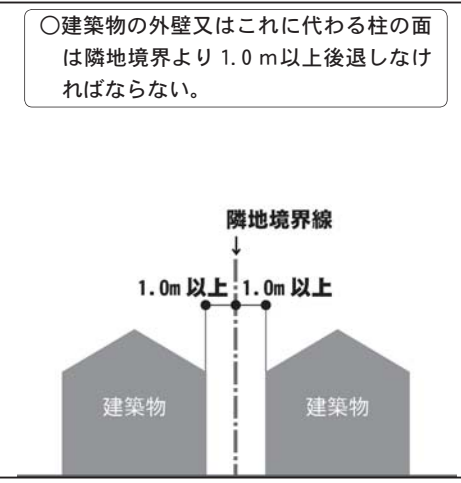 ○建築物の外壁又はこれに代わる柱の面
は隣地境界より 1.0 m以上後退しなけ
ればならない。
隣地境界線
↓
1.0m 以上 1.0m 以上
建築物 建築物